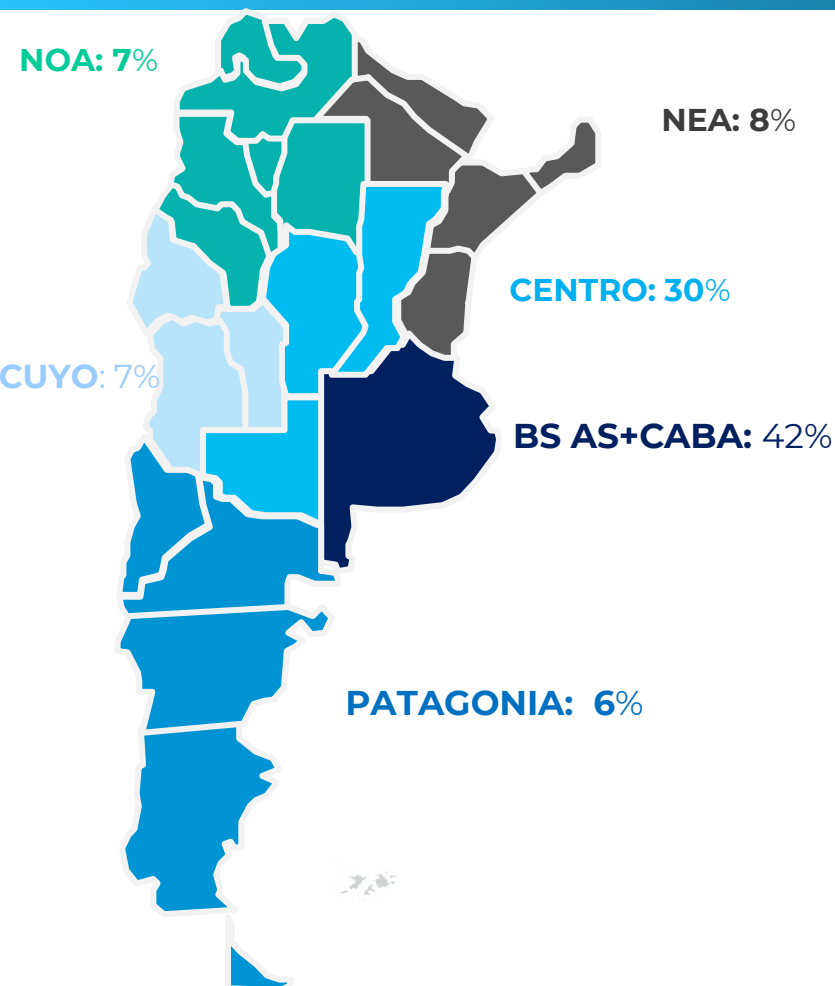 NOA: 7%
NEA: 8%
CENTRO: 30%
CUYO: 7%
BS AS+CABA: 42%
PATAGONIA: 6%